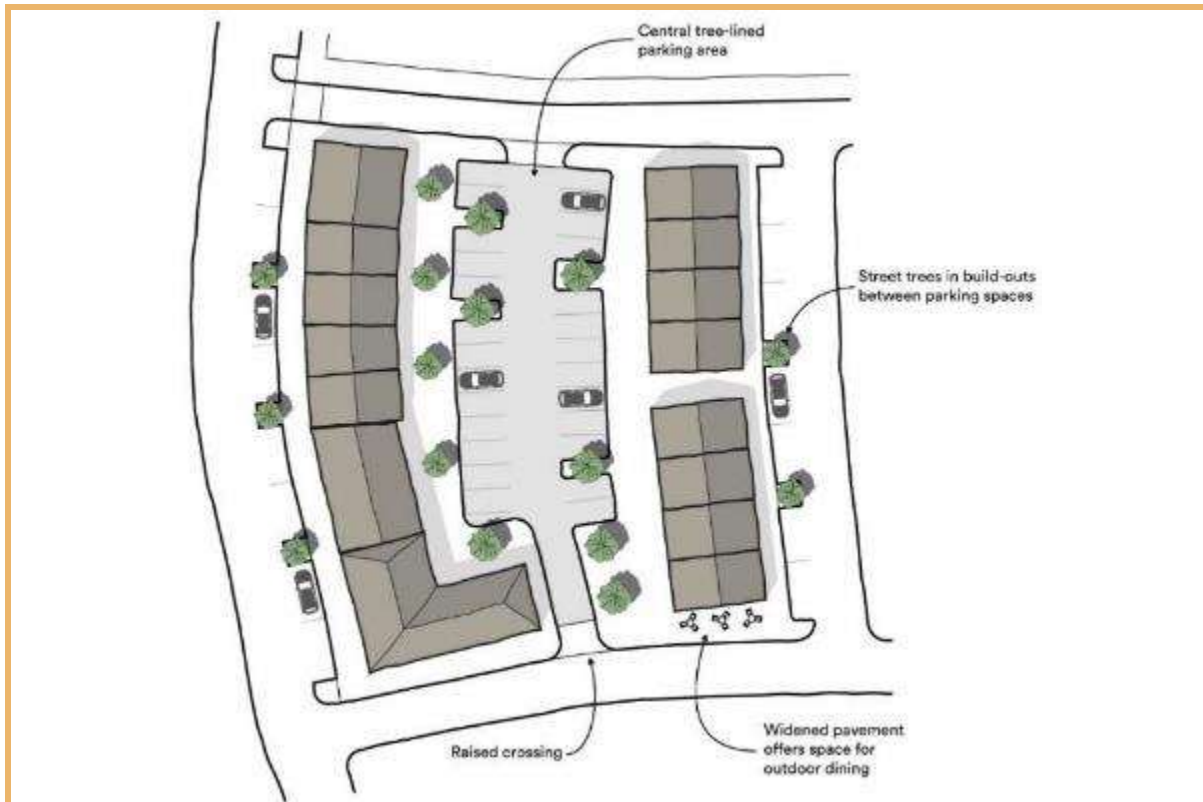 Central tree-lined
parking area
Street trees in build-outs
between parking spaces
Raised crossing
Widened pavement
offers space for
outdoor dining